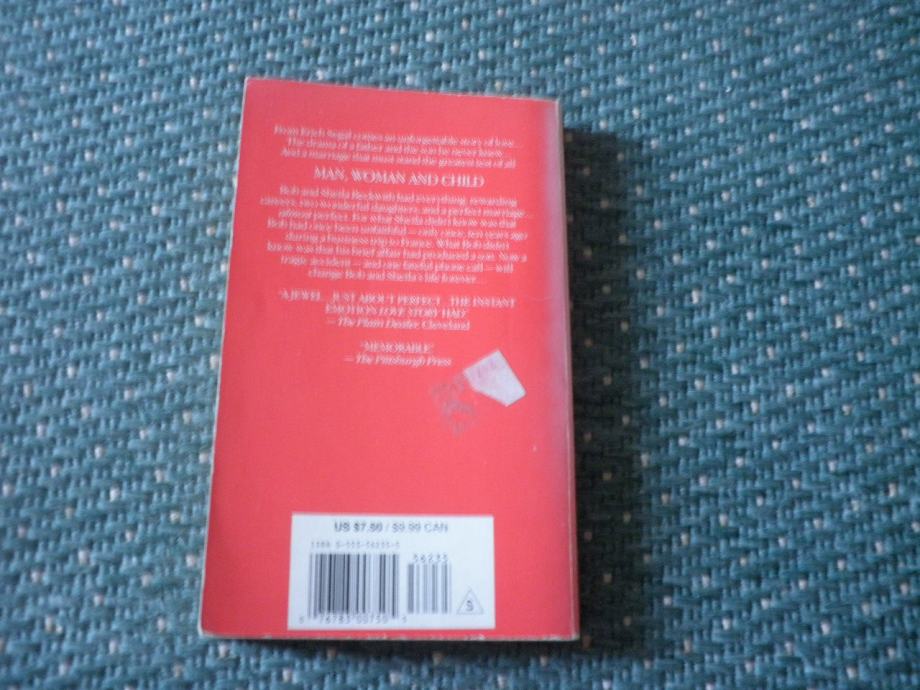 From Erich Segal comes an unforgettable story of love...
The drama of a father and the son he never knew...
And a marriage that must stand the greatest test of all.
MAN, WOMAN AND CHILD
Bob and Sheila Beckwith had everything, rewarding
careers, two wonderful daughters, and a perfect marriage...
almost perfect. For what Sheila didn't know was that
Bob had once been unfaithful — only once, ten years ago
during a business trip to France. What Bob didn't
know was that his brief affair had produced a son. Now a
tragic accident — and one fateful phone call — will
change Bob and Sheila's life forever...
"A JEWEL...JUST ABOUT PERFECT...THE INSTANT
EMOTION LOVE STORY HAD."
— The Plain Dealer, Cleveland
"MEMORABLE"
— The Pittsburgh Press
US $7.50 / $9.99 CAN
ISBN 0-553-56235-5
56235
S